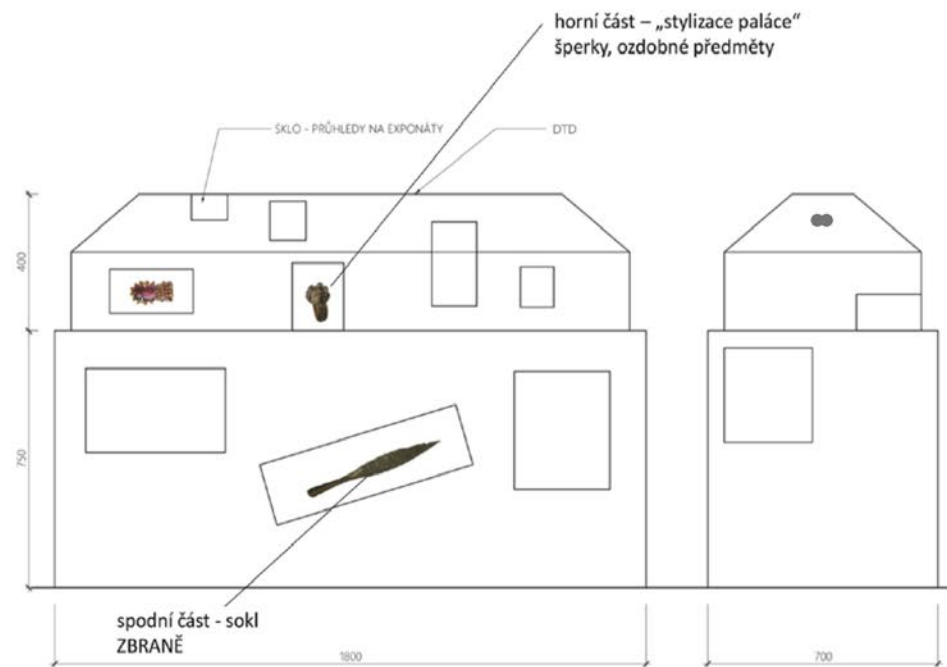 horní část – „stylizace paláce“
šperky, ozdobné předměty
SKLO - PRŮHLEDY NA EXPONÁTY
DTD
400
750
spodní část - sokl
ZBRANĚ
1800
700